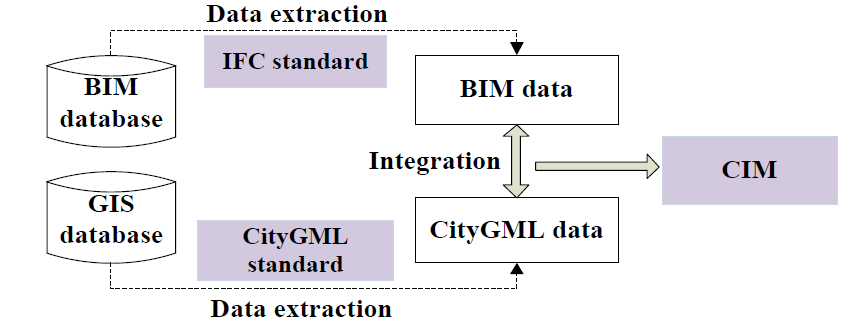 Data extraction
IFC standard
BIM
database
BIM data
Integration
CIM
GIS
database
CityGML
standard
CityGML data
Data extraction